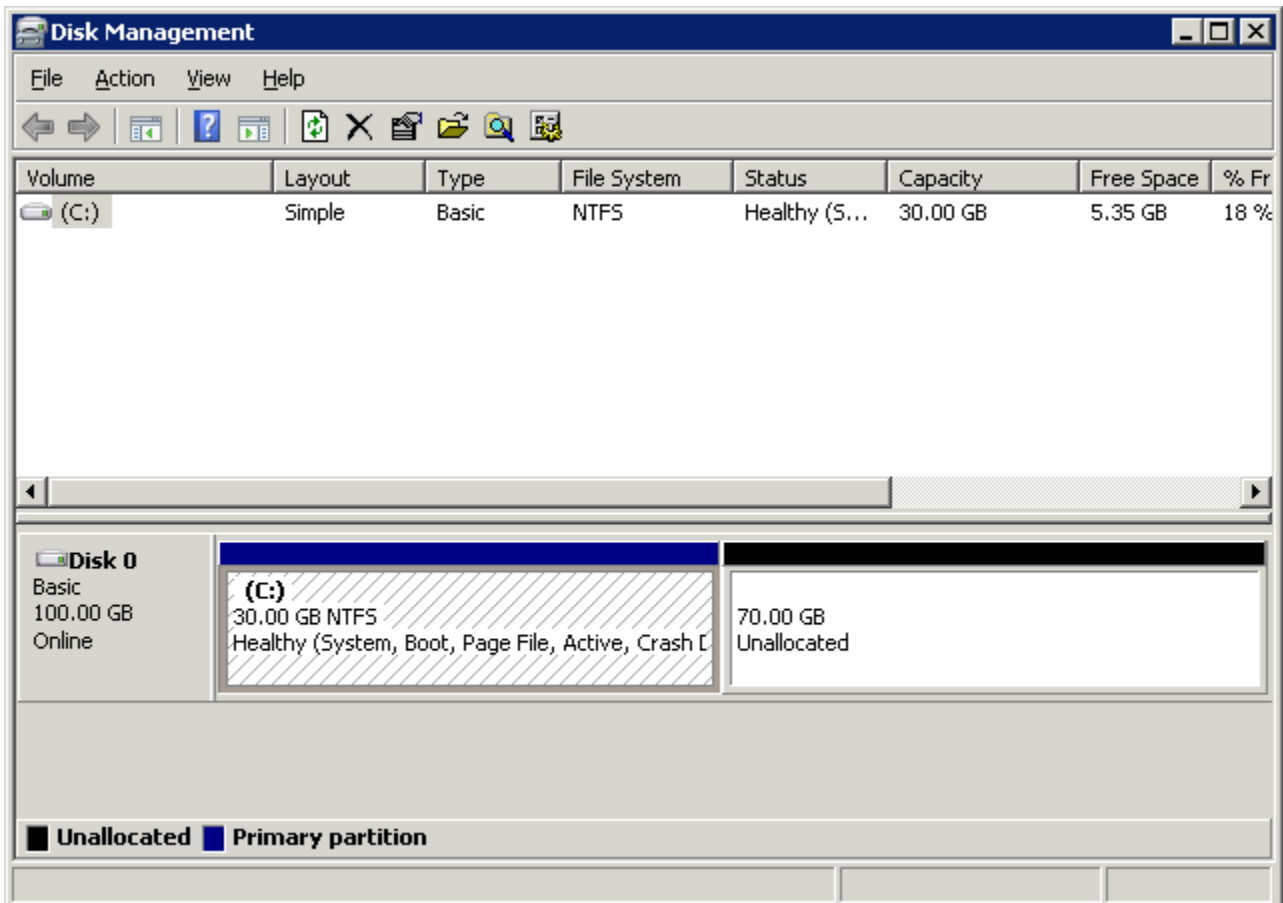 Disk Management
File Action View Help
Volume Layout Type File System Status Capacity Free Space % Fr
(C:) Simple Basic NTFS Healthy (S... 30.00 GB 5.35 GB 18 %
Disk 0
Basic
100.00 GB
Online
(C:)
30.00 GB NTFS
Healthy (System, Boot, Page File, Active, Crash D
70.00 GB
Unallocated
Unallocated Primary partition